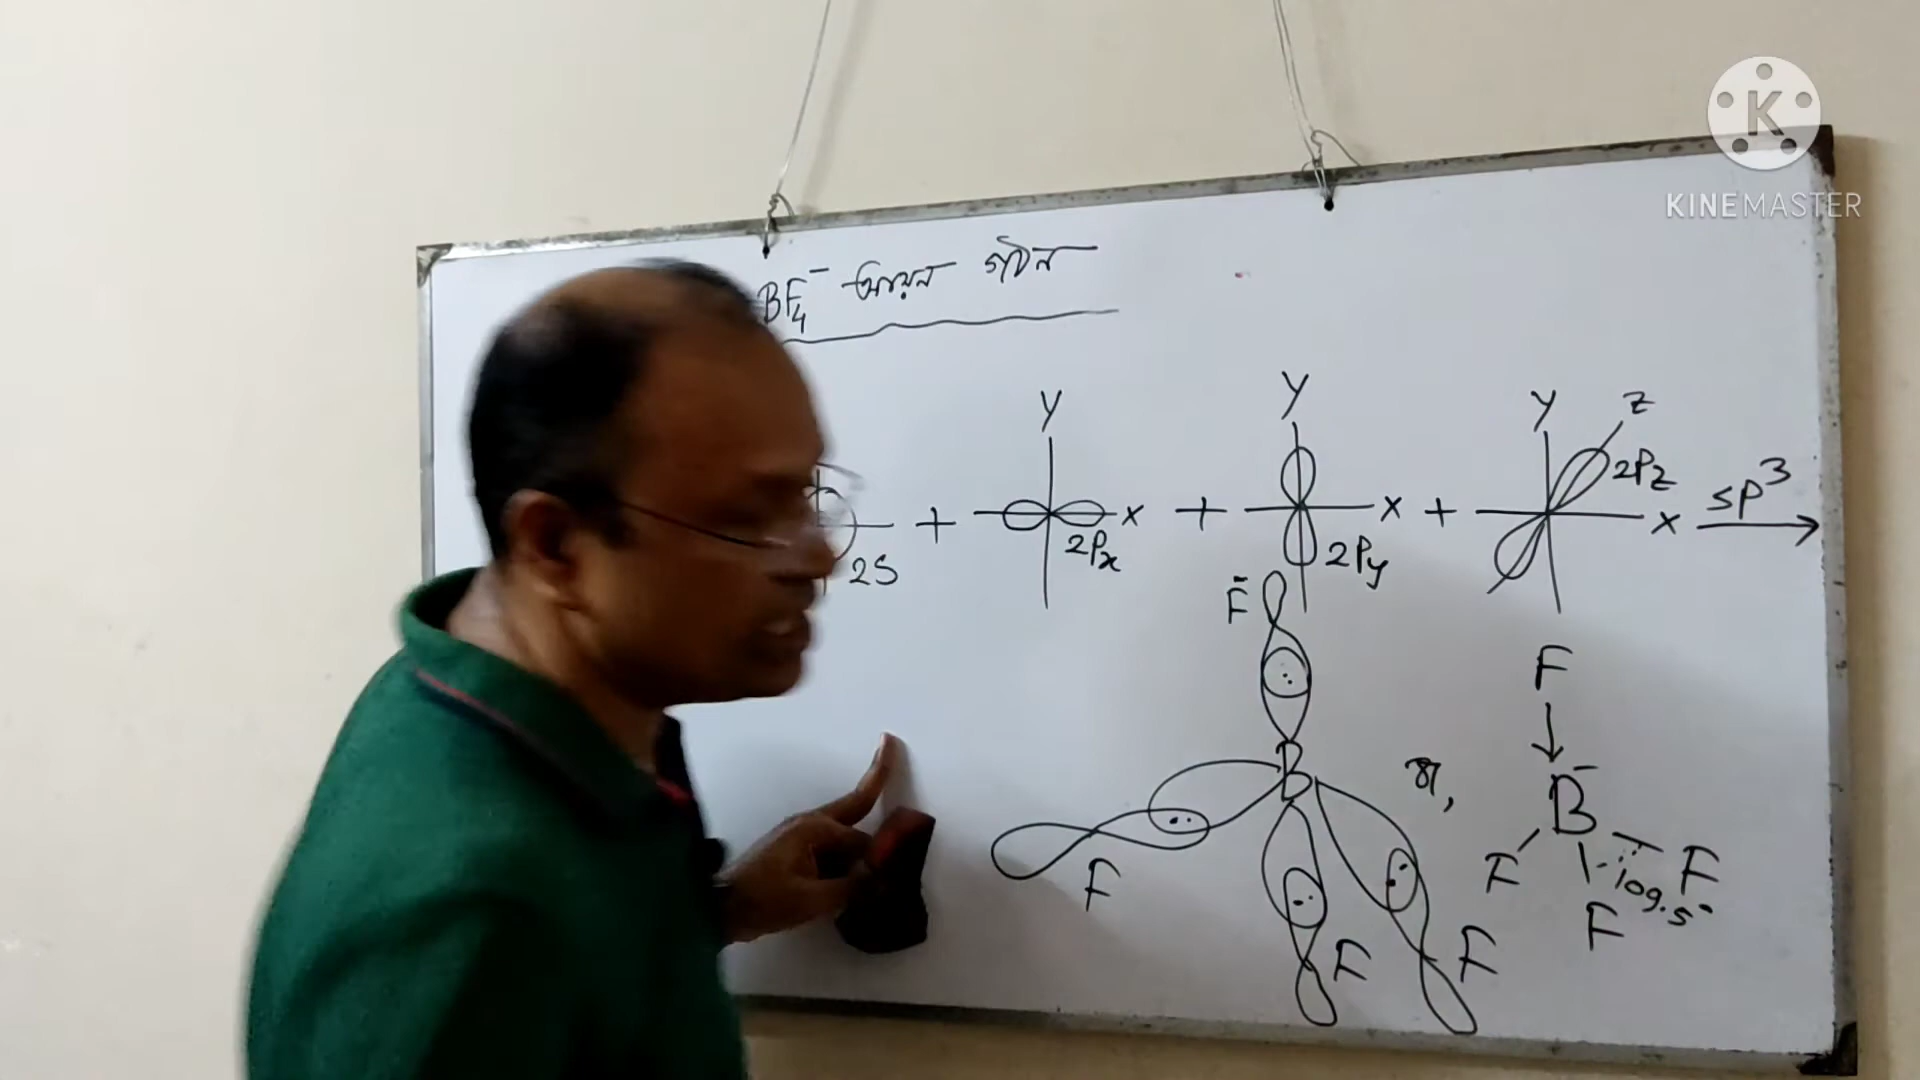 KINEMASTER
BF₄⁻ আয়ন গঠন
2S + Y X 2Px + Y X 2Py + Y Z X 2Pz SP³ →
F⁻ B F F F
বা,
F ↓ B⁻ F F F 109.5°